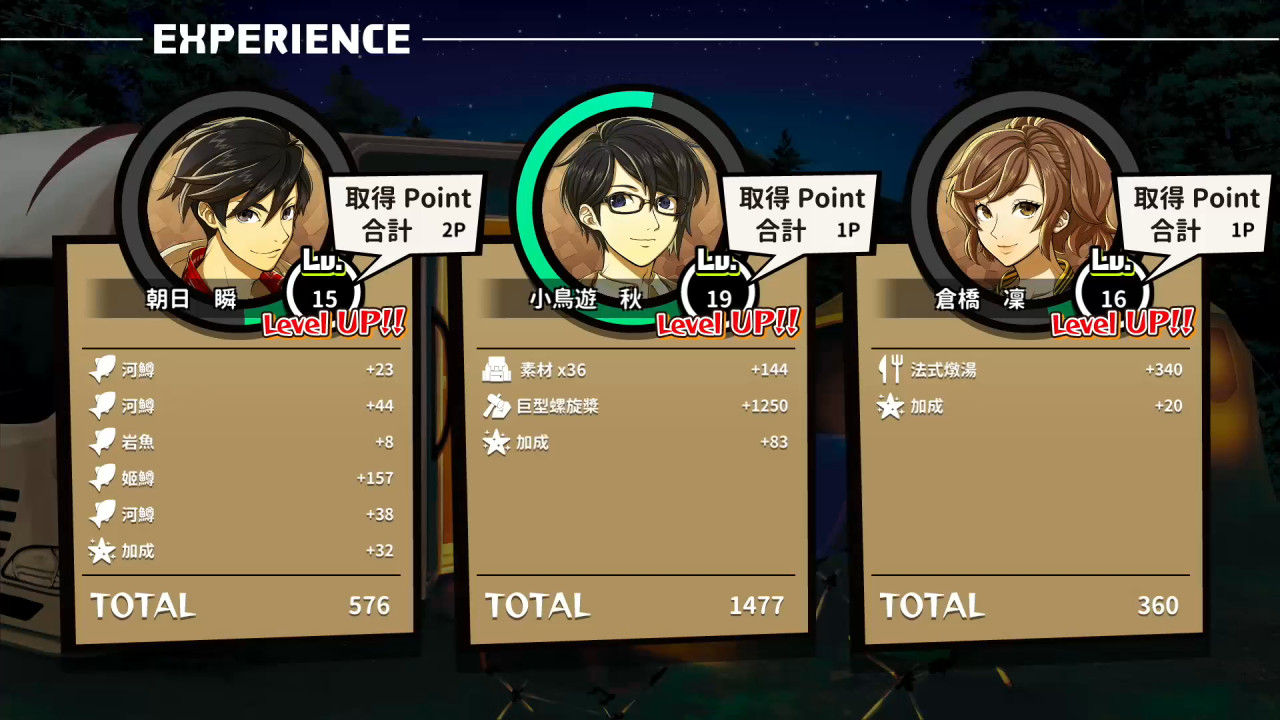 EXPERIENCE
取得 Point
合計 2P
Lv.
朝日 瞬 15
Level UP!!
河鱒 +23
河鱒 +44
岩魚 +8
姬鱒 +157
河鱒 +38
加成 +32
TOTAL 576
取得 Point
合計 1P
Lv.
小鳥遊 秋 19
Level UP!!
素材 x36 +144
巨型螺旋槳 +1250
加成 +83
TOTAL 1477
取得 Point
合計 1P
Lv.
倉橋 凜 16
Level UP!!
法式燉湯 +340
加成 +20
TOTAL 360